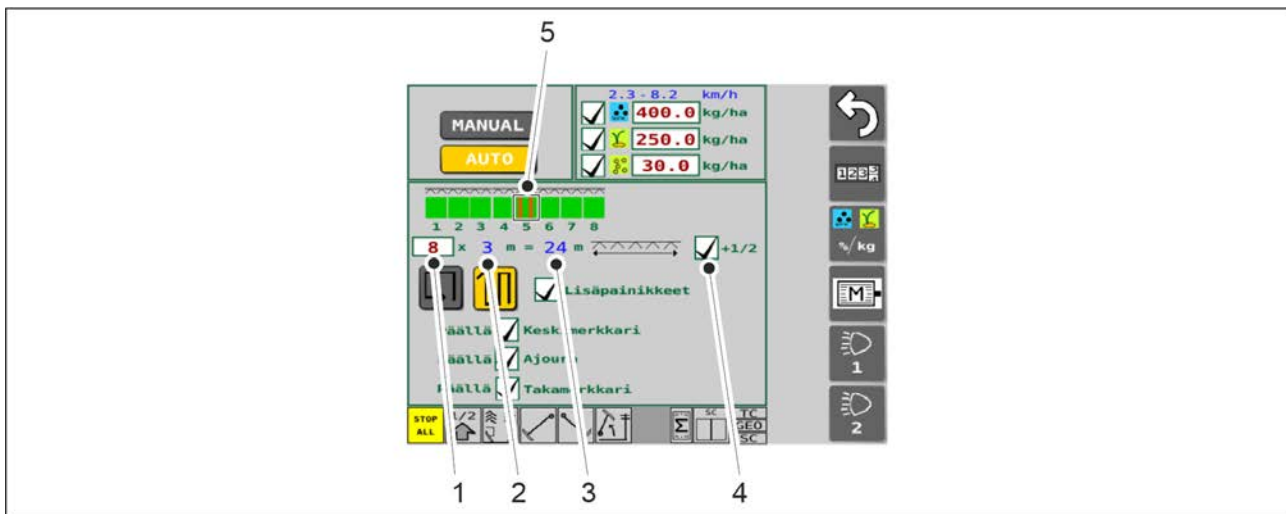 5
2.3 - 8.2 km/h
400.0 kg/ha
MANUAL
250.0 kg/ha
AUTO
30.0 kg/ha
1 2 3 4 5 6 7 8
8 x 3 m = 24 m +1/2
%/kg
Lisäpainikkeet
M
Keskimerkkari
Ajoura
Päällä Takamerkkari
1
STOP ALL
1/2
Σ
SC
TC
GEO
SC
2
1 2 3 4